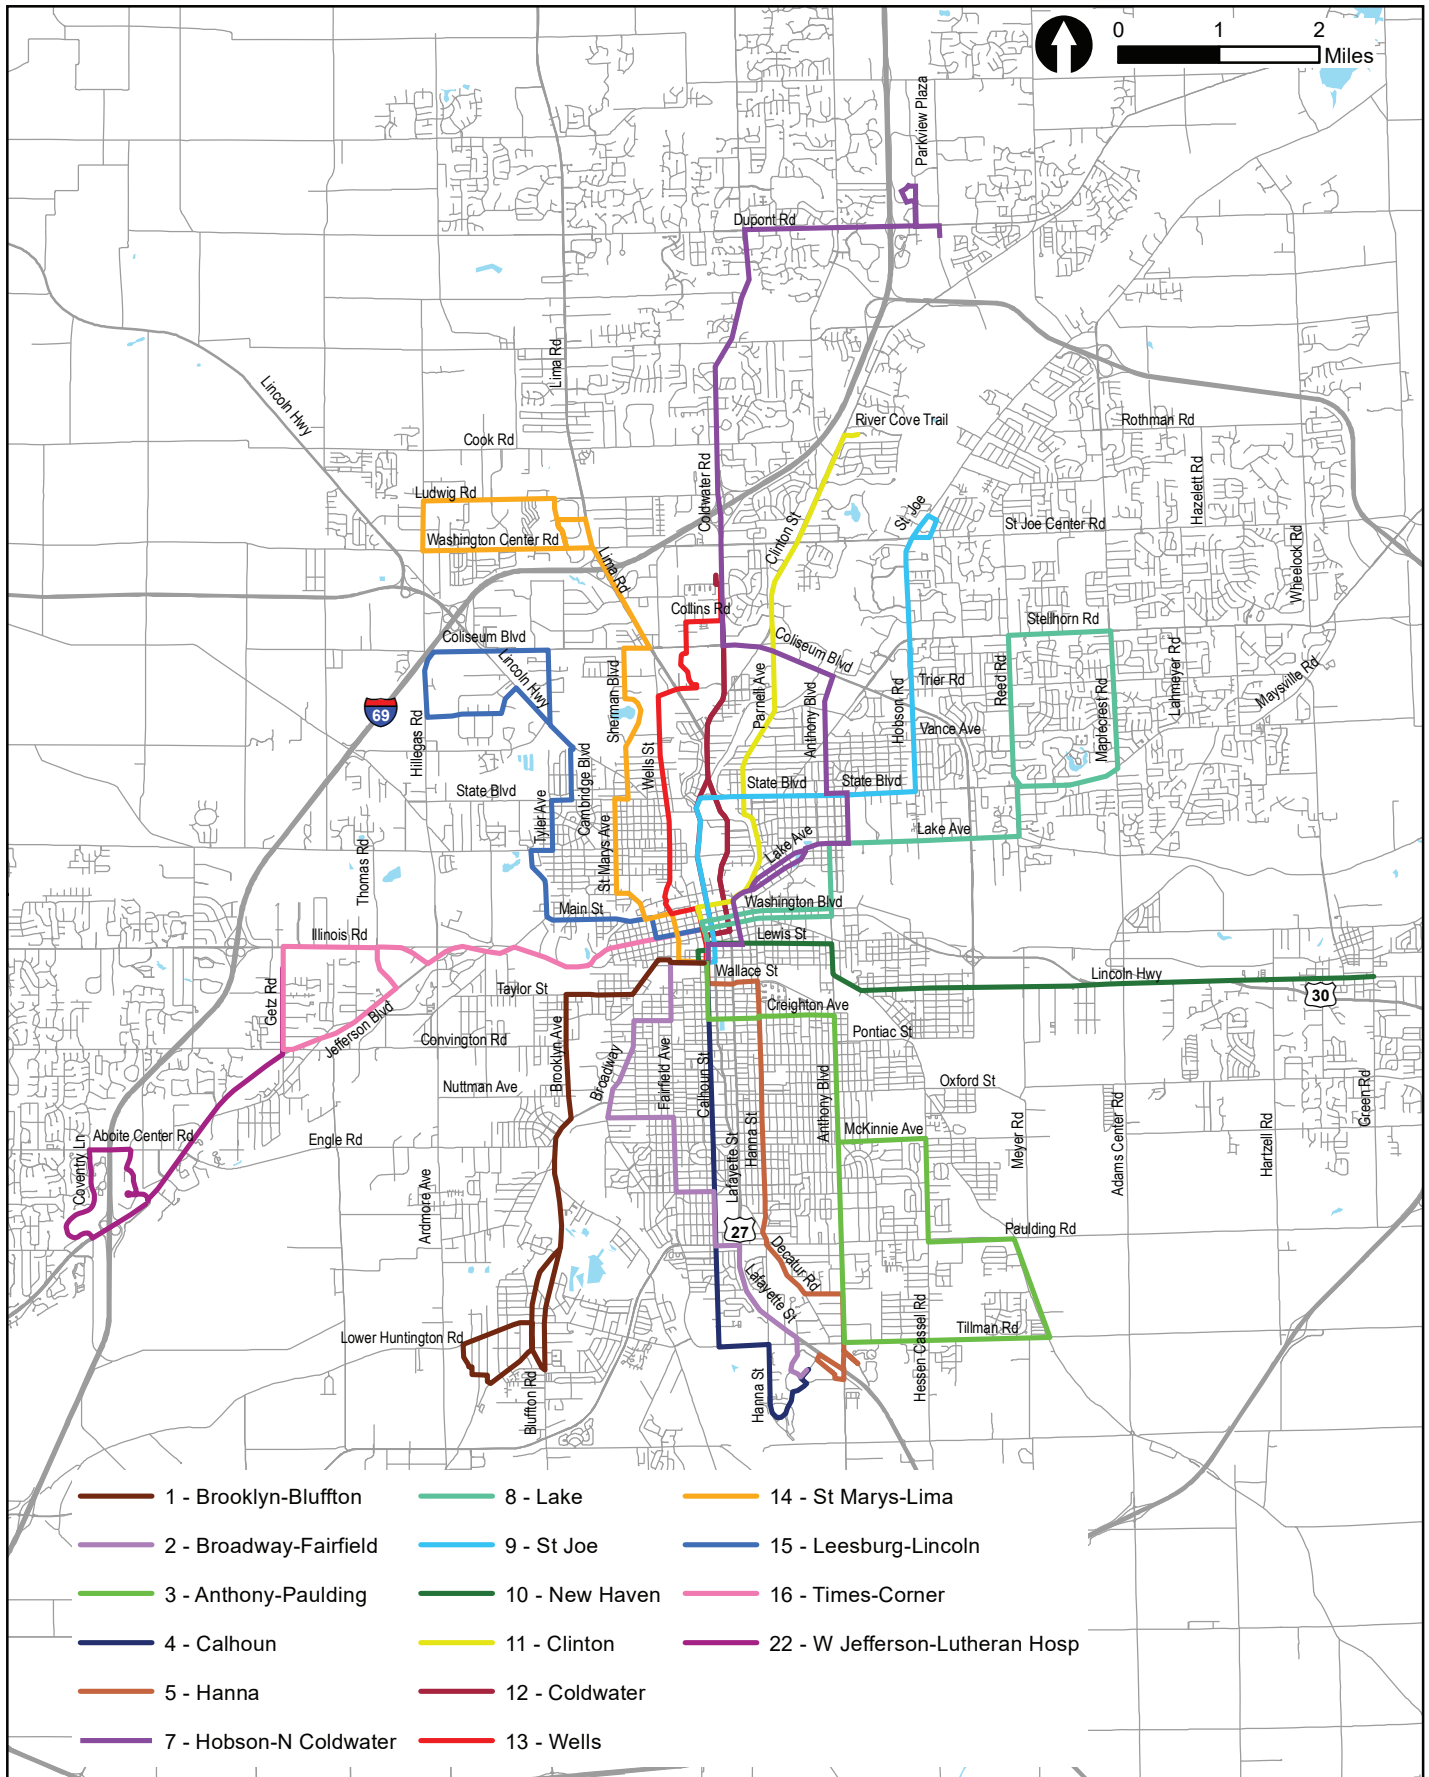 0 1 2
Miles
Parkview Plaza
Dupont Rd
Lima Rd
Lincoln Hwy
River Cove Trail
Rothman Rd
Cook Rd
Coldwater Rd
Hazelett Rd
Ludwig Rd
St. Joe
St Joe Center Rd
Clinton St
Washington Center Rd
Wheelock Rd
Lima Rd
Collins Rd
Stellhorn Rd
Coliseum Blvd
Coliseum Blvd
Lincoln Hwy
Sherman Blvd
Parnell Ave
Anthony Blvd
Hobson Rd
Trier Rd
Reed Rd
Maplecrest Rd
Lahmeyer Rd
Maysville Rd
69
Hillegas Rd
Vance Ave
Cambridge Blvd
Wells St
State Blvd
State Blvd
State Blvd
Tyler Ave
St Marys Ave
Thomas Rd
Lake Ave
Lake Ave
Main St
Washington Blvd
Illinois Rd
Lewis St
Wallace St
Lincoln Hwy
30
Getz Rd
Taylor St
Creighton Ave
Jefferson Blvd
Convington Rd
Pontiac St
Brooklyn Ave
Broadway
Fairfield Ave
Calhoun St
Nuttman Ave
Oxford St
Green Rd
Aboite Center Rd
Engle Rd
Lafayette St
Hanna St
Anthony Blvd
McKinnie Ave
Meyer Rd
Adams Center Rd
Hartzell Rd
Coventry Ln
Ardmore Ave
27
Paulding Rd
Decatur Rd
Lafayette St
Lower Huntington Rd
Tillman Rd
Hessen Cassel Rd
Bluffton Rd
Hanna St
1 - Brooklyn-Bluffton
2 - Broadway-Fairfield
3 - Anthony-Paulding
4 - Calhoun
5 - Hanna
7 - Hobson-N Coldwater
8 - Lake
9 - St Joe
10 - New Haven
11 - Clinton
12 - Coldwater
13 - Wells
14 - St Marys-Lima
15 - Leesburg-Lincoln
16 - Times-Corner
22 - W Jefferson-Lutheran Hosp